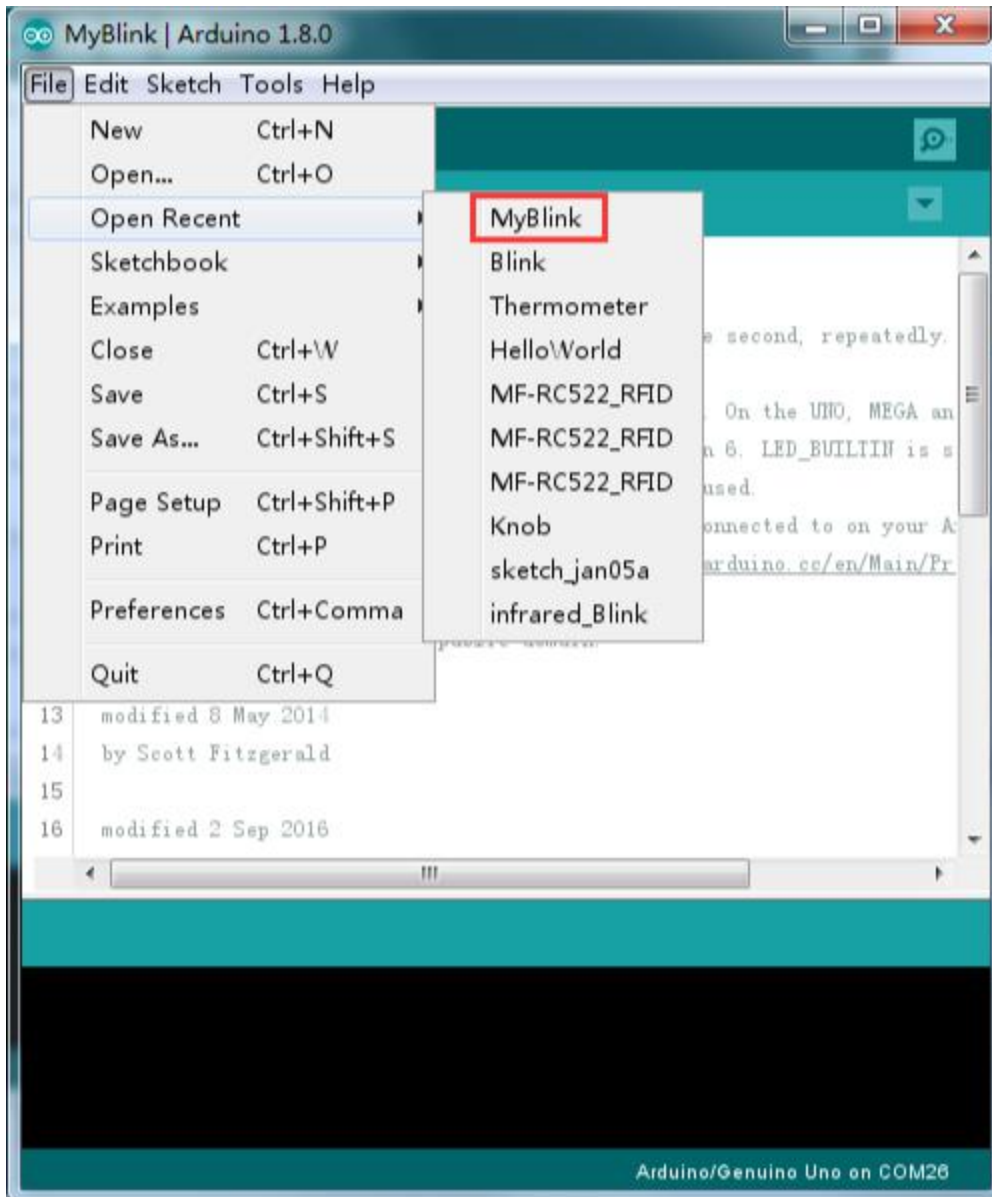 MyBlink | Arduino 1.8.0
File Edit Sketch Tools Help
New Ctrl+N
Open... Ctrl+O
Open Recent
Sketchbook
Examples
Close Ctrl+W
Save Ctrl+S
Save As... Ctrl+Shift+S
Page Setup Ctrl+Shift+P
Print Ctrl+P
Preferences Ctrl+Comma
Quit Ctrl+Q
MyBlink
Blink
Thermometer
HelloWorld
MF-RC522_RFID
MF-RC522_RFID
MF-RC522_RFID
Knob
sketch_jan05a
infrared_Blink
second, repeatedly.
. On the UNO, MEGA an
6. LED_BUILTIN is s
used.
onnected to on your A
arduino.cc/en/Main/Pr
domain.
13 modified 8 May 2014
14 by Scott Fitzgerald
15
16 modified 2 Sep 2016
Arduino/Genuino Uno on COM26